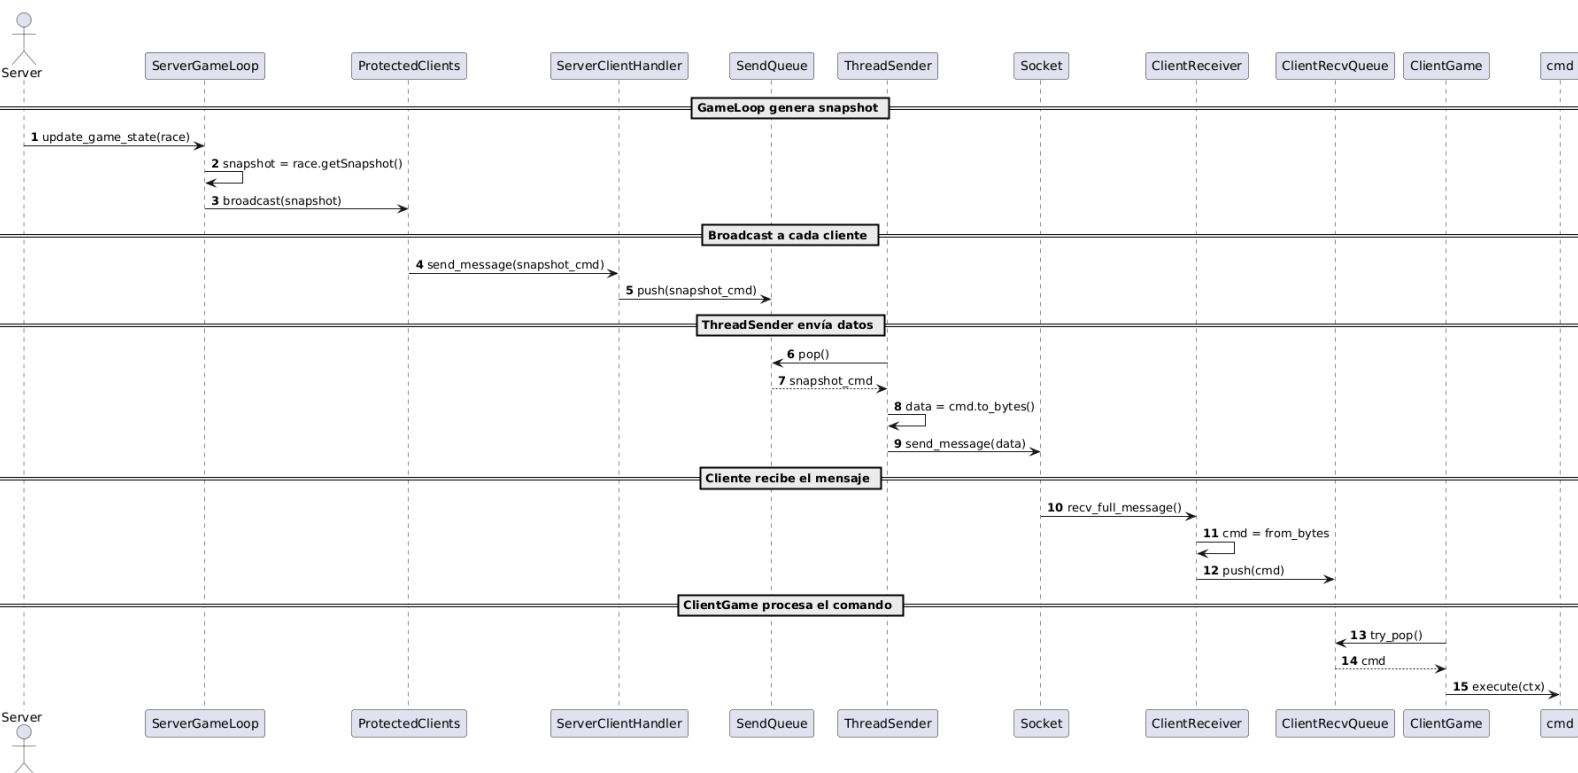 Server
ServerGameLoop
ProtectedClients
ServerClientHandler
SendQueue
ThreadSender
Socket
ClientReceiver
ClientRecvQueue
ClientGame
cmd
GameLoop genera snapshot
1 update_game_state(race)
2 snapshot = race.getSnapshot()
3 broadcast(snapshot)
Broadcast a cada cliente
4 send_message(snapshot_cmd)
5 push(snapshot_cmd)
ThreadSender envía datos
6 pop()
7 snapshot_cmd
8 data = cmd.to_bytes()
9 send_message(data)
Cliente recibe el mensaje
10 recv_full_message()
11 cmd = from_bytes
12 push(cmd)
ClientGame procesa el comando
13 try_pop()
14 cmd
15 execute(ctx)
Server
ServerGameLoop
ProtectedClients
ServerClientHandler
SendQueue
ThreadSender
Socket
ClientReceiver
ClientRecvQueue
ClientGame
cmd